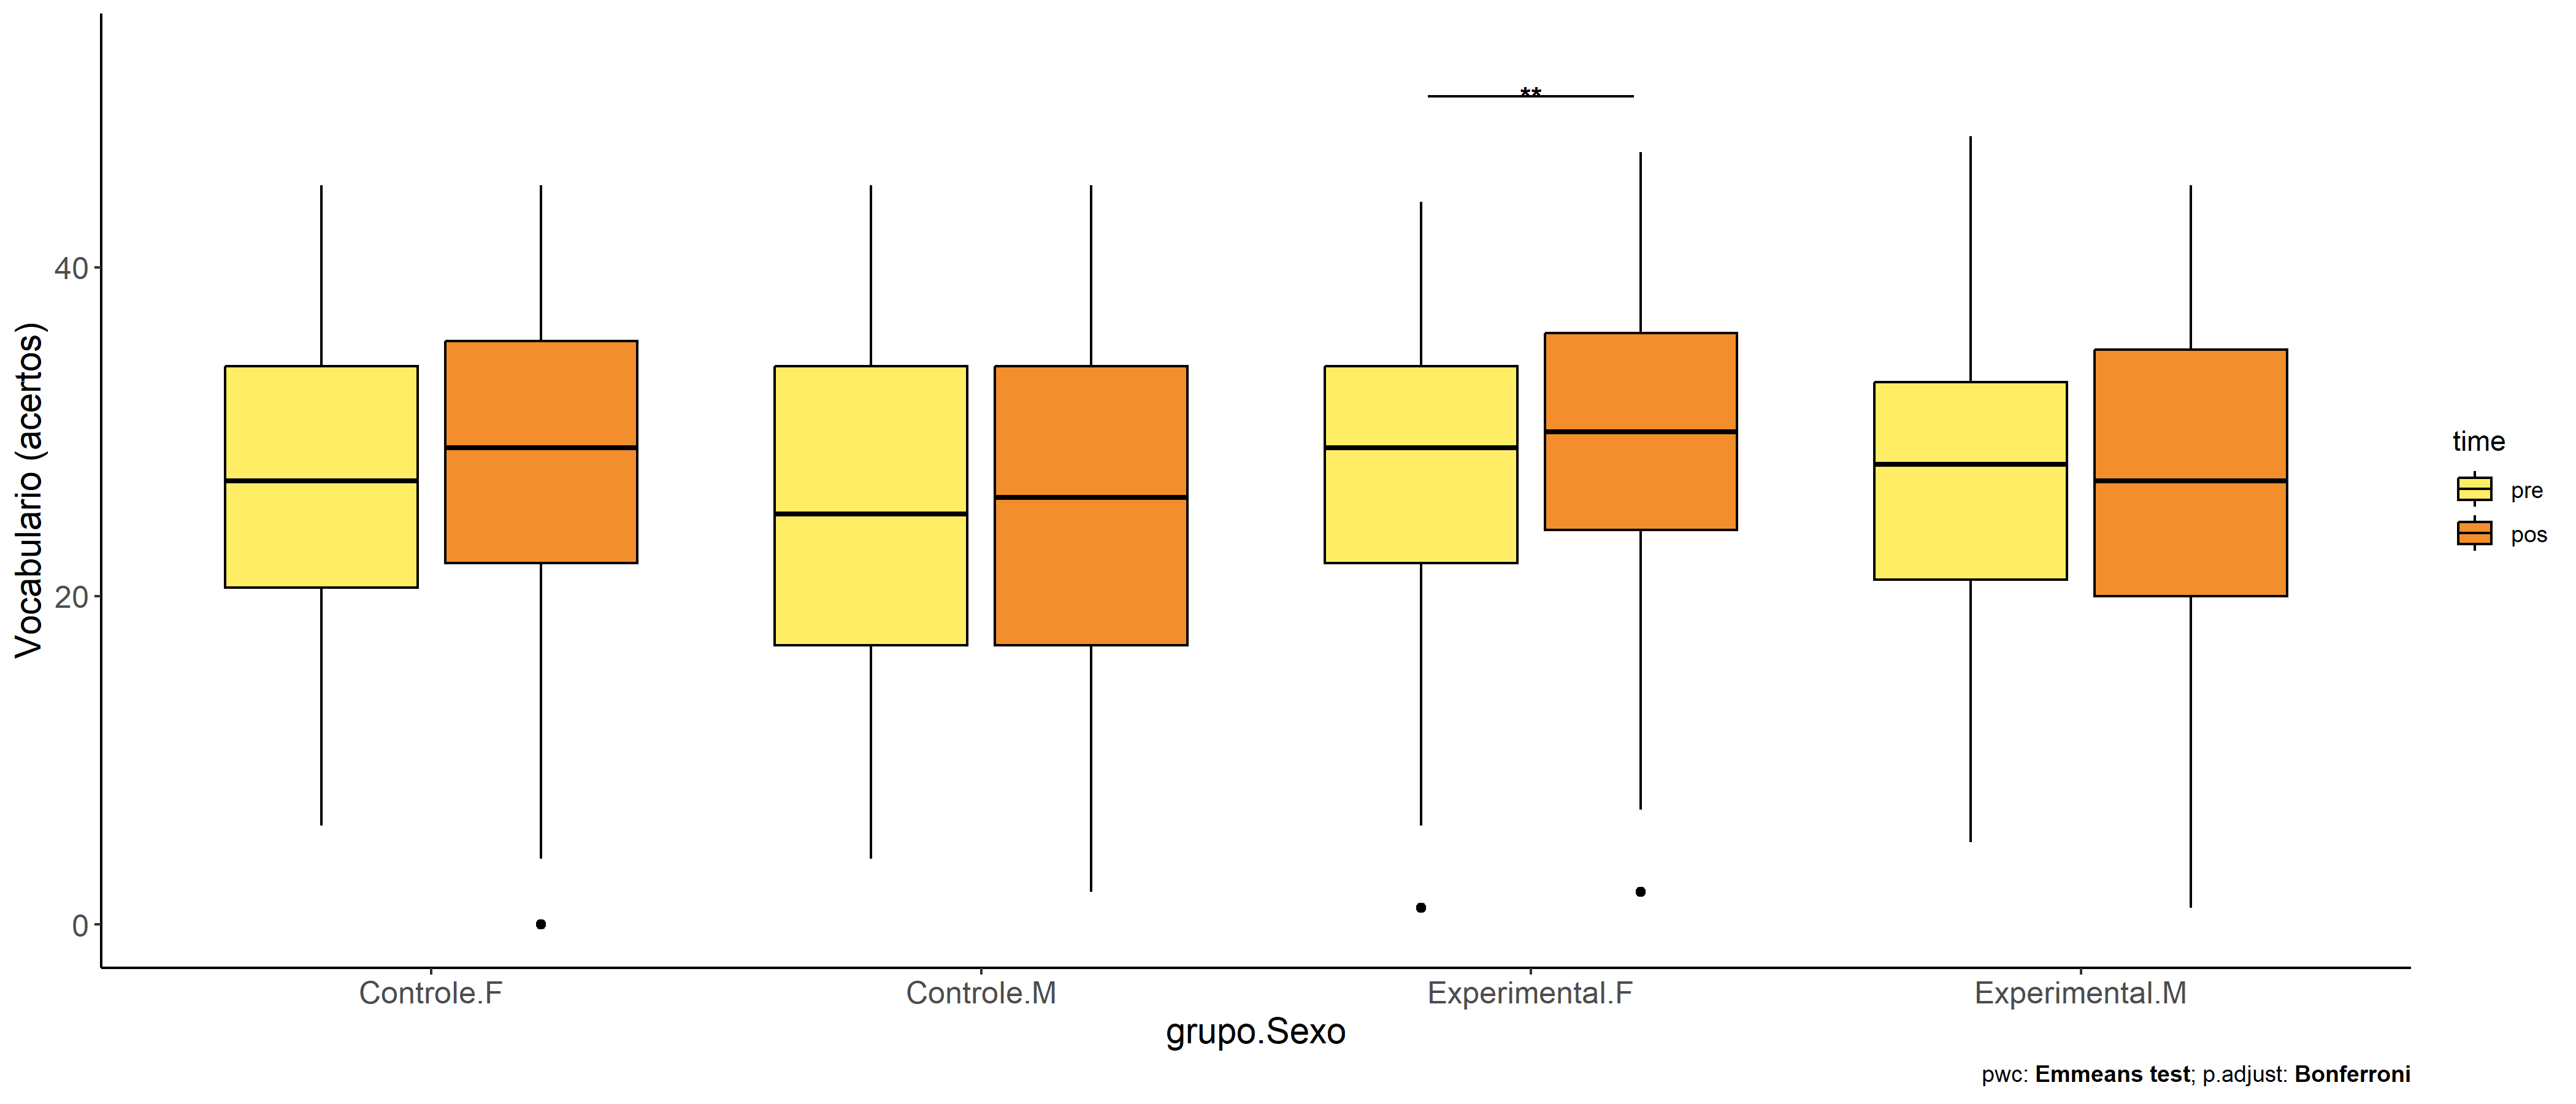 **
Vocabulario (acertos)
40
20
0
Controle.F
Controle.M
Experimental.F
Experimental.M
grupo.Sexo
time
pre
pos
pwc: Emmeans test; p.adjust: Bonferroni